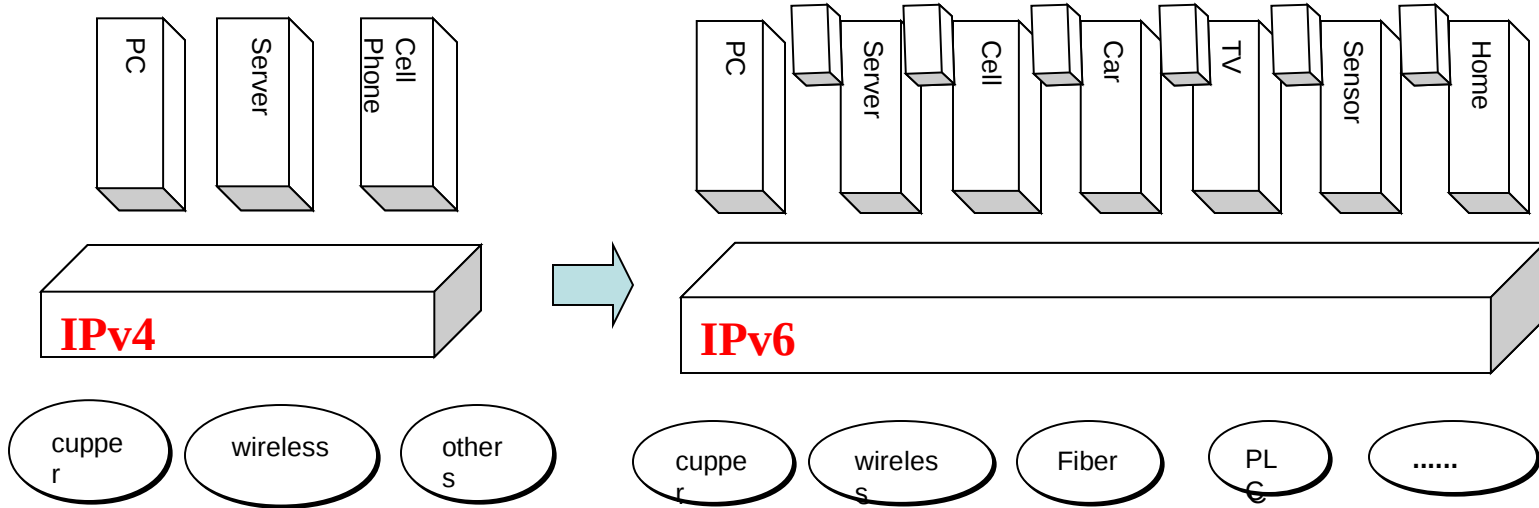 PC
Server
Cell
Phone
PC
Server
Cell
Car
TV
Sensor
Home
IPv4
IPv6
cuppe
r
wireless
other
s
cuppe
r
wireles
s
Fiber
PL
C
......